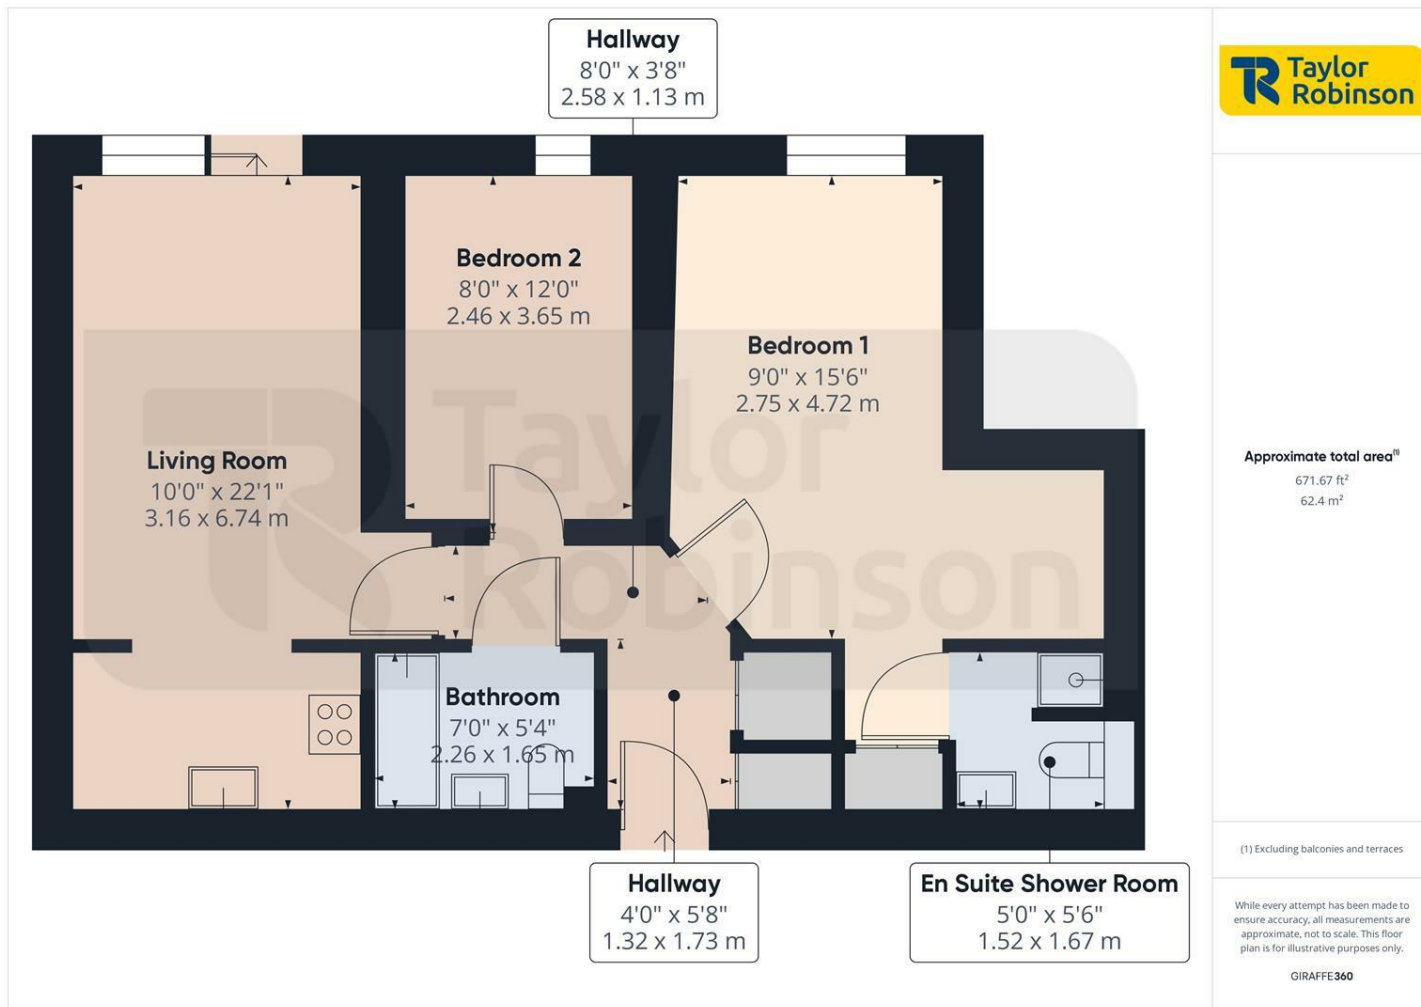 Hallway
8'0" x 3'8"
2.58 x 1.13 m
Taylor
Robinson
Bedroom 2
8'0" x 12'0"
2.46 x 3.65 m
Bedroom 1
9'0" x 15'6"
2.75 x 4.72 m
Taylor
Robinson
Living Room
10'0" x 22'1"
3.16 x 6.74 m
Approximate total area⁽¹⁾
671.67 ft²
62.4 m²
Bathroom
7'0" x 5'4"
2.26 x 1.65 m
Hallway
4'0" x 5'8"
1.32 x 1.73 m
En Suite Shower Room
5'0" x 5'6"
1.52 x 1.67 m
(1) Excluding balconies and terraces
While every attempt has been made to
ensure accuracy, all measurements are
approximate, not to scale. This floor
plan is for illustrative purposes only.
GIRAFFE360